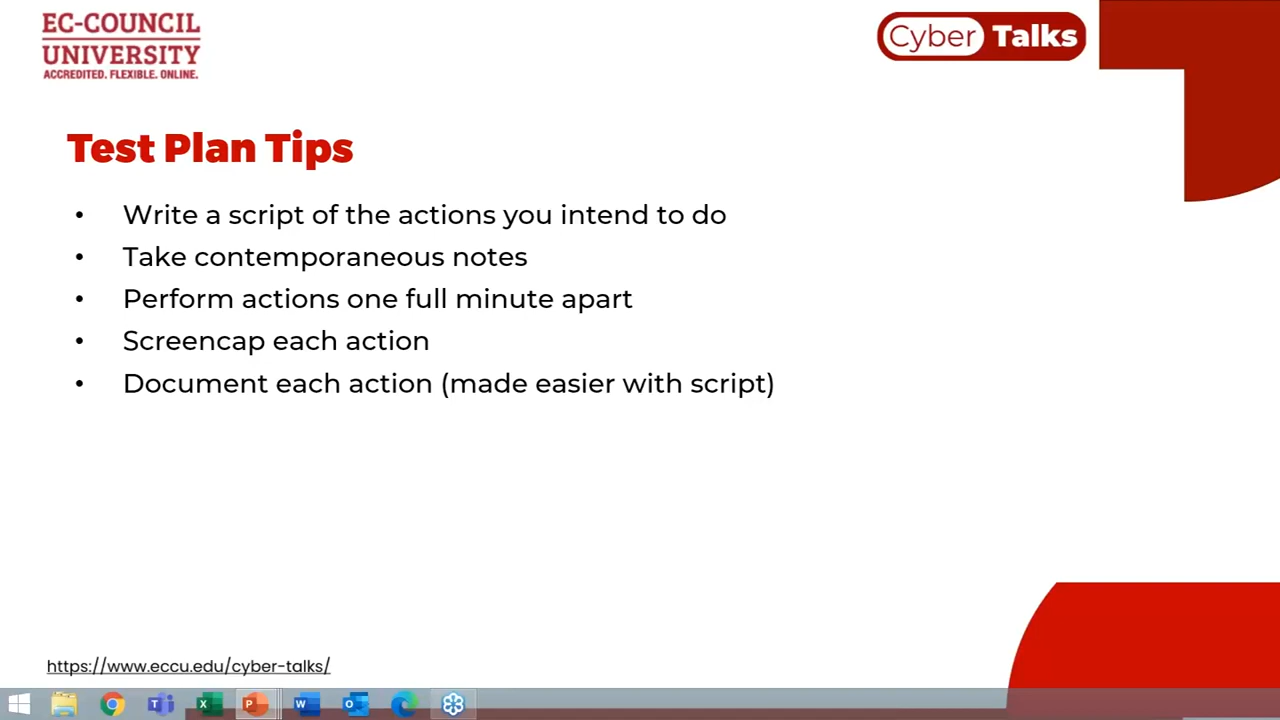 EC-COUNCIL
UNIVERSITY
ACCREDITED. FLEXIBLE. ONLINE.
Cyber Talks
Test Plan Tips
• Write a script of the actions you intend to do
• Take contemporaneous notes
• Perform actions one full minute apart
• Screencap each action
• Document each action (made easier with script)
https://www.eccu.edu/cyber-talks/